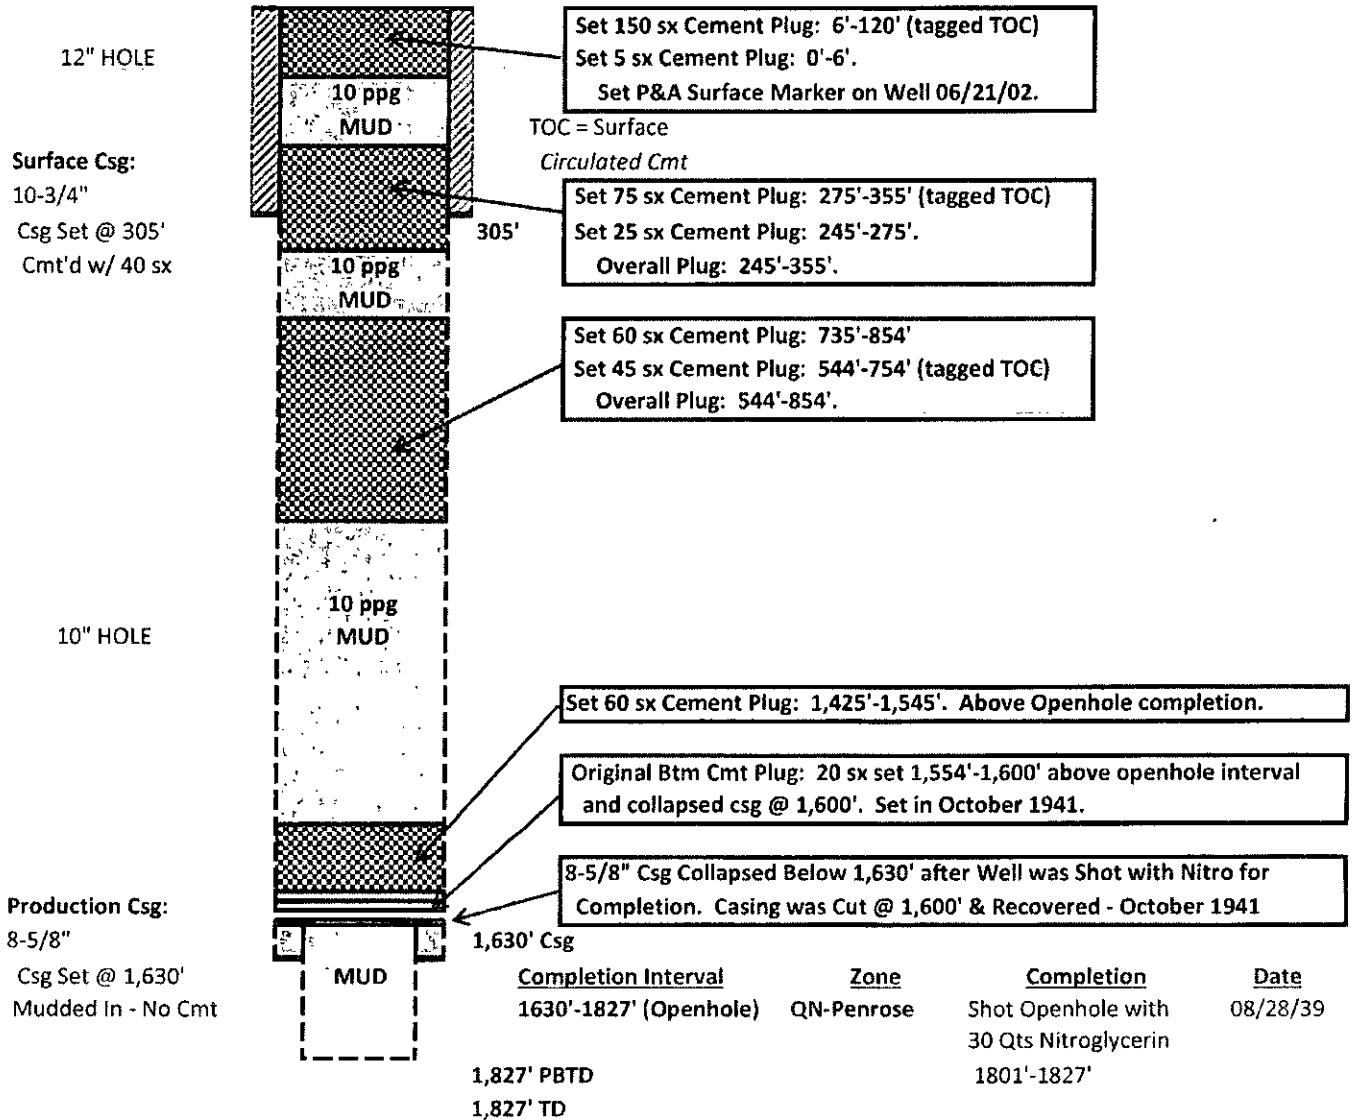 12" HOLE
Set 150 sx Cement Plug:  6'-120' (tagged TOC)
Set 5 sx Cement Plug:  0'-6'.
Set P&A Surface Marker on Well 06/21/02.
10 ppg
MUD
TOC = Surface
Circulated Cmt
Surface Csg:
10-3/4"
Csg Set @ 305'
Cmt'd w/ 40 sx
Set 75 sx Cement Plug:  275'-355' (tagged TOC)
Set 25 sx Cement Plug:  245'-275'.
Overall Plug:  245'-355'.
305'
10 ppg
MUD
Set 60 sx Cement Plug:  735'-854'
Set 45 sx Cement Plug:  544'-754' (tagged TOC)
Overall Plug:  544'-854'.
10 ppg
MUD
10" HOLE
Set 60 sx Cement Plug:  1,425'-1,545'.  Above Openhole completion.
Original Btm Cmt Plug:  20 sx set 1,554'-1,600' above openhole interval
and collapsed csg @ 1,600'.  Set in October 1941.
8-5/8" Csg Collapsed Below 1,630' after Well was Shot with Nitro for
Completion.  Casing was Cut @ 1,600' & Recovered - October 1941
Production Csg:
8-5/8"
Csg Set @ 1,630'
Mudded In - No Cmt
1,630' Csg
MUD
Completion Interval Zone Completion Date
1630'-1827' (Openhole) QN-Penrose Shot Openhole with 08/28/39
30 Qts Nitroglycerin
1,827' PBTD 1801'-1827'
1,827' TD